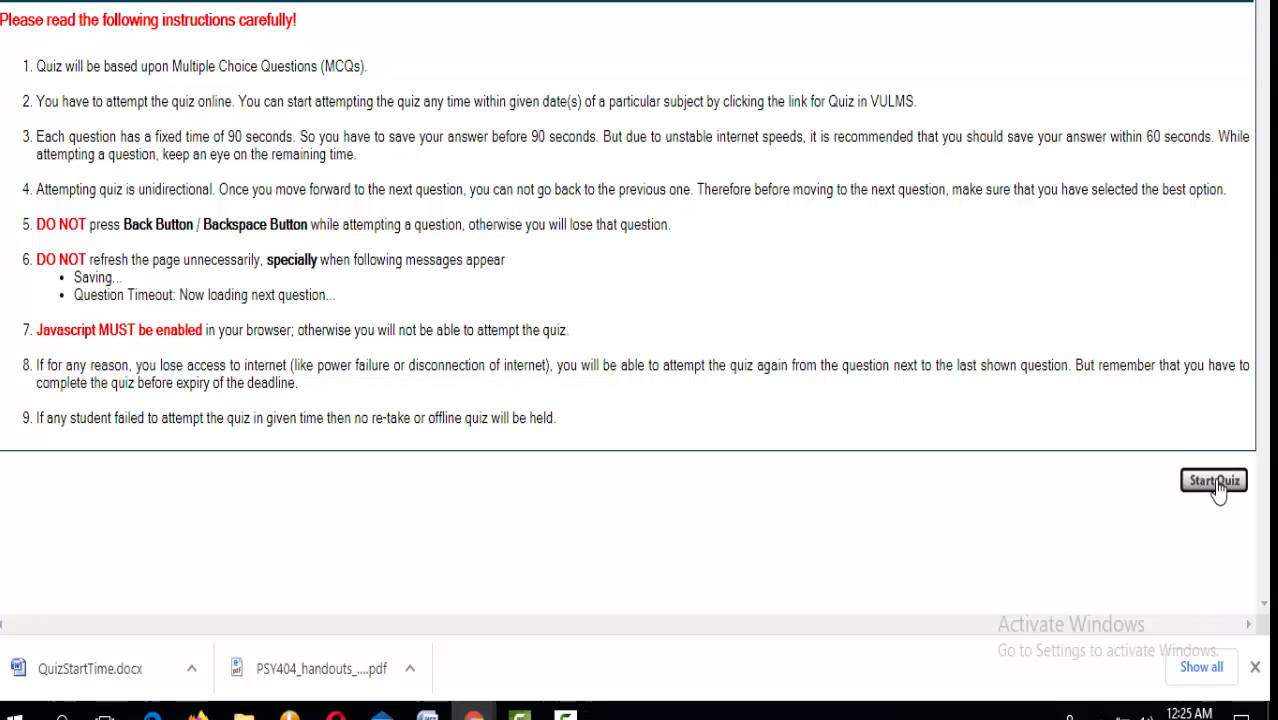 Please read the following instructions carefully!
1. Quiz will be based upon Multiple Choice Questions (MCQs).
2. You have to attempt the quiz online. You can start attempting the quiz any time within given date(s) of a particular subject by clicking the link for Quiz in VULMS.
3. Each question has a fixed time of 90 seconds. So you have to save your answer before 90 seconds. But due to unstable internet speeds, it is recommended that you should save your answer within 60 seconds. While
attempting a question, keep an eye on the remaining time.
4. Attempting quiz is unidirectional. Once you move forward to the next question, you can not go back to the previous one. Therefore before moving to the next question, make sure that you have selected the best option.
5. DO NOT press Back Button / Backspace Button while attempting a question, otherwise you will lose that question.
6. DO NOT refresh the page unnecessarily, specially when following messages appear
• Saving...
• Question Timeout: Now loading next question...
7. Javascript MUST be enabled in your browser; otherwise you will not be able to attempt the quiz.
8. If for any reason, you lose access to internet (like power failure or disconnection of internet), you will be able to attempt the quiz again from the question next to the last shown question. But remember that you have to
complete the quiz before expiry of the deadline.
9. If any student failed to attempt the quiz in given time then no re-take or offline quiz will be held.
Start Quiz
Activate Windows
Go to Settings to activate Windows.
QuizStartTime.docx
PSY404_handouts_....pdf
Show all
12:25 AM